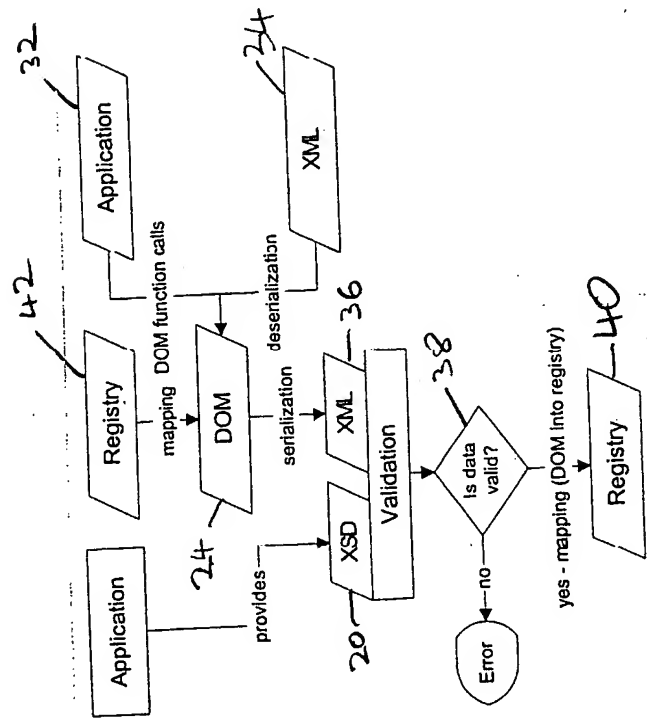 32
Application
42
Registry
Application
34
XML
DOM function calls
mapping
deserialization
DOM
24
serialization
provides
36
XML
XSD
20
Validation
38
Is data
valid?
no
Error
yes - mapping (DOM into registry)
Registry
40